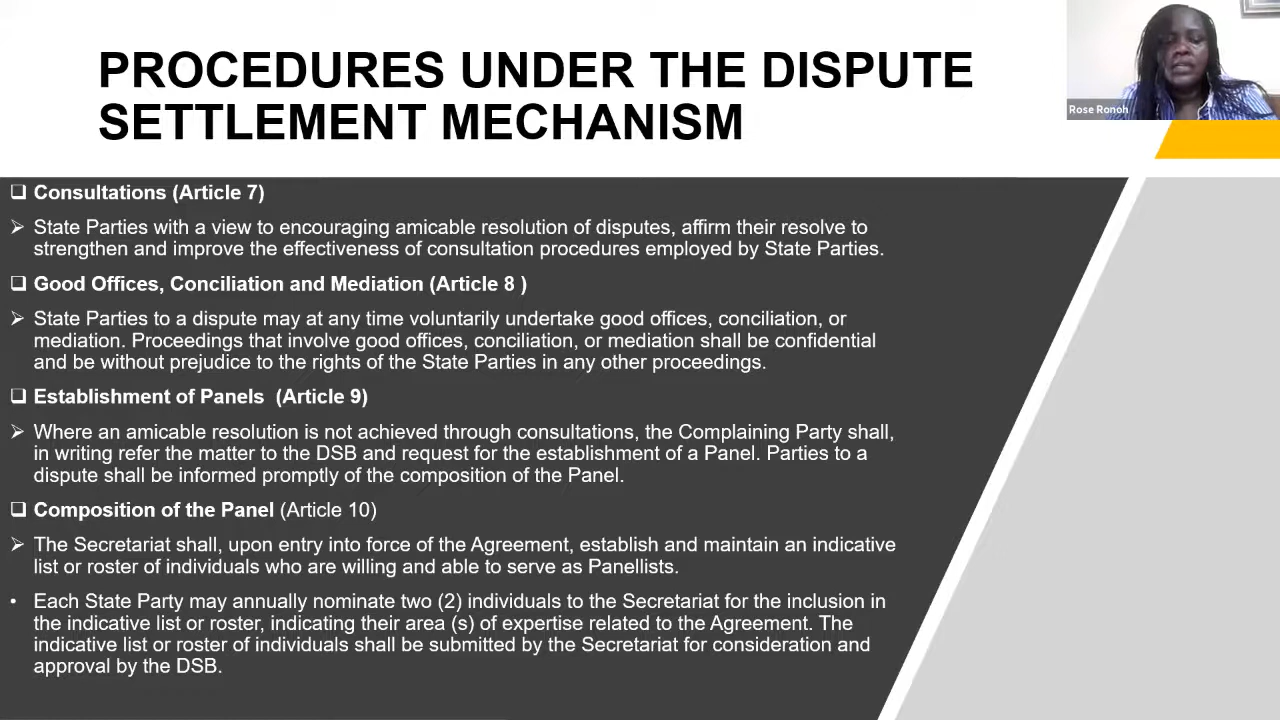 PROCEDURES UNDER THE DISPUTE
SETTLEMENT MECHANISM
Rose Ronoh
❑ Consultations (Article 7)
➢ State Parties with a view to encouraging amicable resolution of disputes, affirm their resolve to
strengthen and improve the effectiveness of consultation procedures employed by State Parties.
❑ Good Offices, Conciliation and Mediation (Article 8 )
➢ State Parties to a dispute may at any time voluntarily undertake good offices, conciliation, or
mediation. Proceedings that involve good offices, conciliation, or mediation shall be confidential
and be without prejudice to the rights of the State Parties in any other proceedings.
❑ Establishment of Panels (Article 9)
➢ Where an amicable resolution is not achieved through consultations, the Complaining Party shall,
in writing refer the matter to the DSB and request for the establishment of a Panel. Parties to a
dispute shall be informed promptly of the composition of the Panel.
❑ Composition of the Panel (Article 10)
➢ The Secretariat shall, upon entry into force of the Agreement, establish and maintain an indicative
list or roster of individuals who are willing and able to serve as Panellists.
• Each State Party may annually nominate two (2) individuals to the Secretariat for the inclusion in
the indicative list or roster, indicating their area (s) of expertise related to the Agreement. The
indicative list or roster of individuals shall be submitted by the Secretariat for consideration and
approval by the DSB.